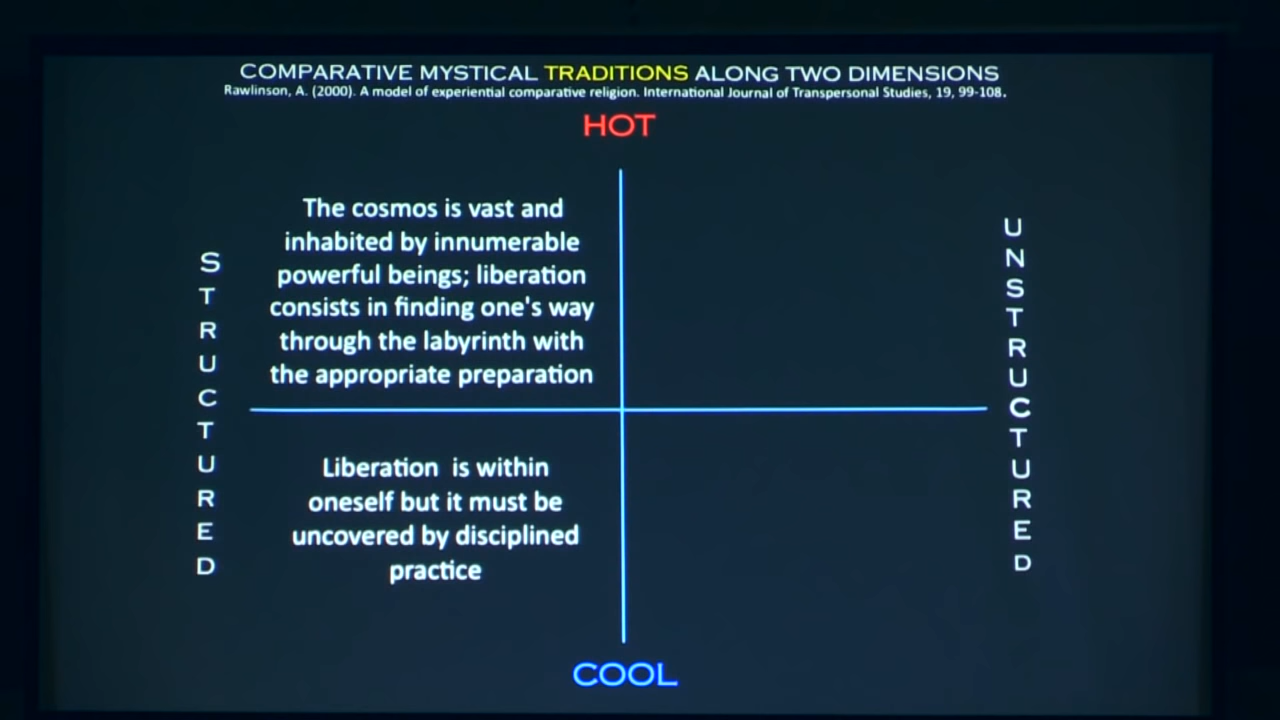 COMPARATIVE MYSTICAL TRADITIONS ALONG TWO DIMENSIONS
Rawlinson, A. (2000). A model of experiential comparative religion. International Journal of Transpersonal Studies, 19, 99-108.
HOT
STRUCTURED
The cosmos is vast and
inhabited by innumerable
powerful beings; liberation
consists in finding one's way
through the labyrinth with
the appropriate preparation
UNSTRUCTURED
Liberation is within
oneself but it must be
uncovered by disciplined
practice
COOL